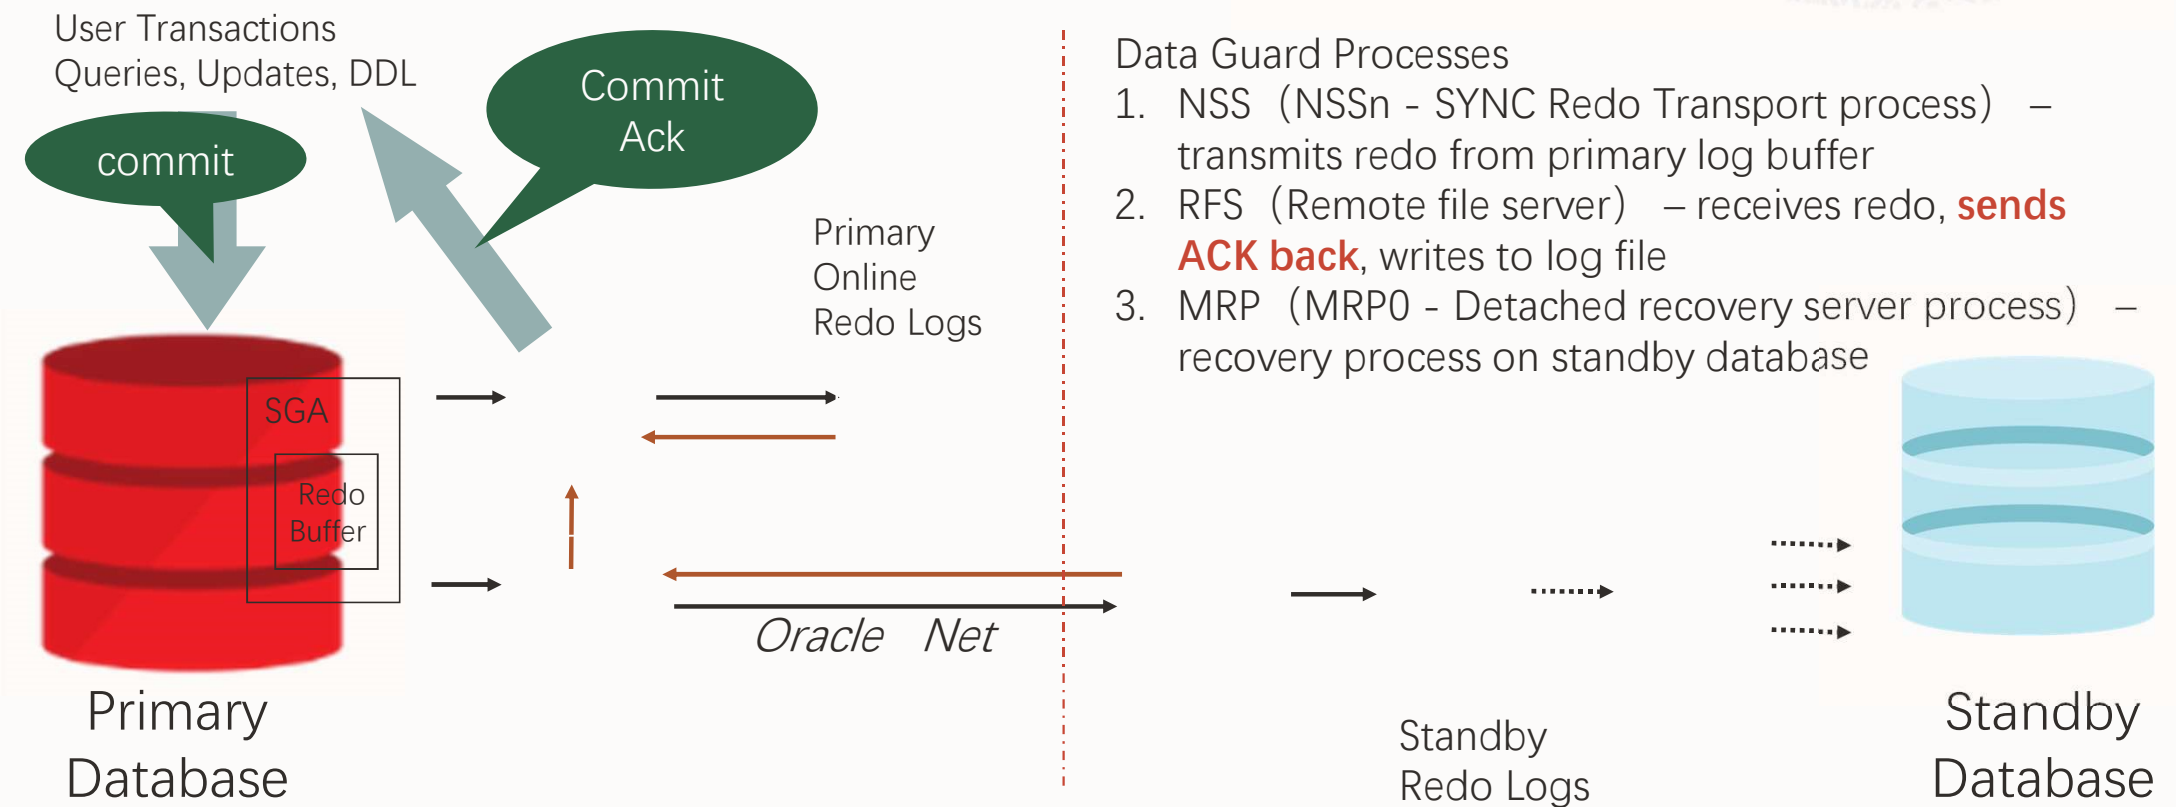 User Transactions
Queries, Updates, DDL
commit
Commit
Ack
Primary
Online
Redo Logs
SGA
Redo
Buffer
Oracle Net
Primary
Database
Data Guard Processes
1. NSS（NSSn - SYNC Redo Transport process） –
transmits redo from primary log buffer
2. RFS（Remote file server） – receives redo, sends
ACK back, writes to log file
3. MRP（MRP0 - Detached recovery server process） –
recovery process on standby database
Standby
Redo Logs
Standby
Database